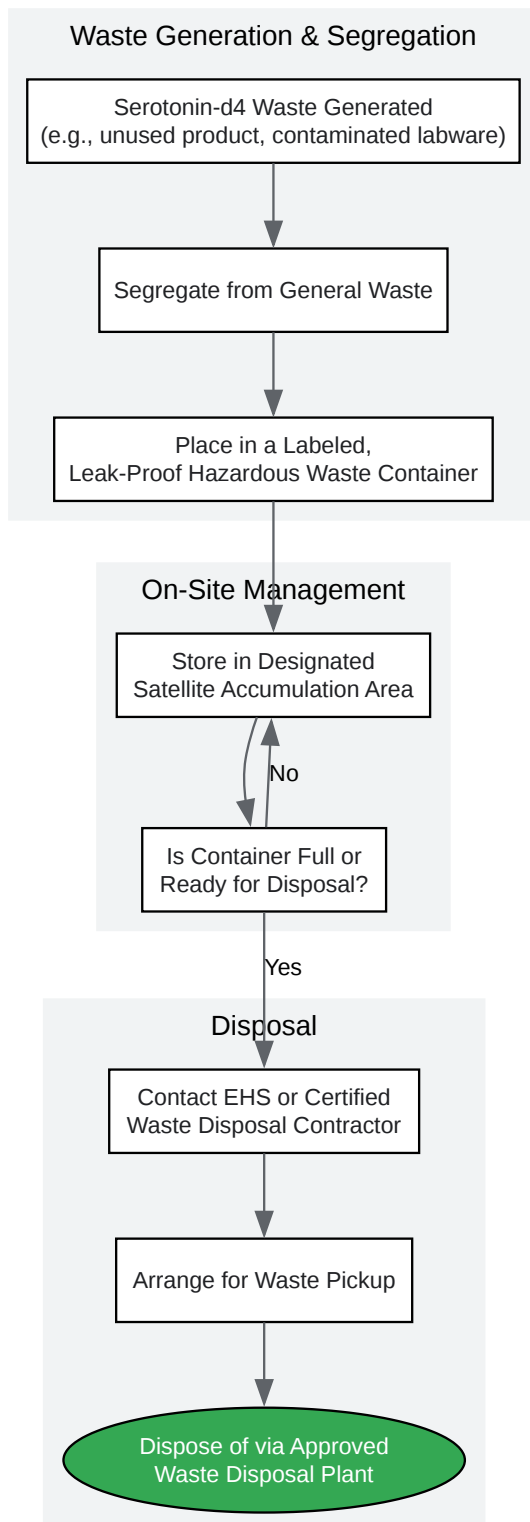 Waste Generation & Segregation
Serotonin-d4 Waste Generated
(e.g., unused product, contaminated labware)
Segregate from General Waste
Place in a Labeled,
Leak-Proof Hazardous Waste Container
On-Site Management
Store in Designated
Satellite Accumulation Area
No
Is Container Full or
Ready for Disposal?
Yes
Disposal
Contact EHS or Certified
Waste Disposal Contractor
Arrange for Waste Pickup
Dispose of via Approved
Waste Disposal Plant